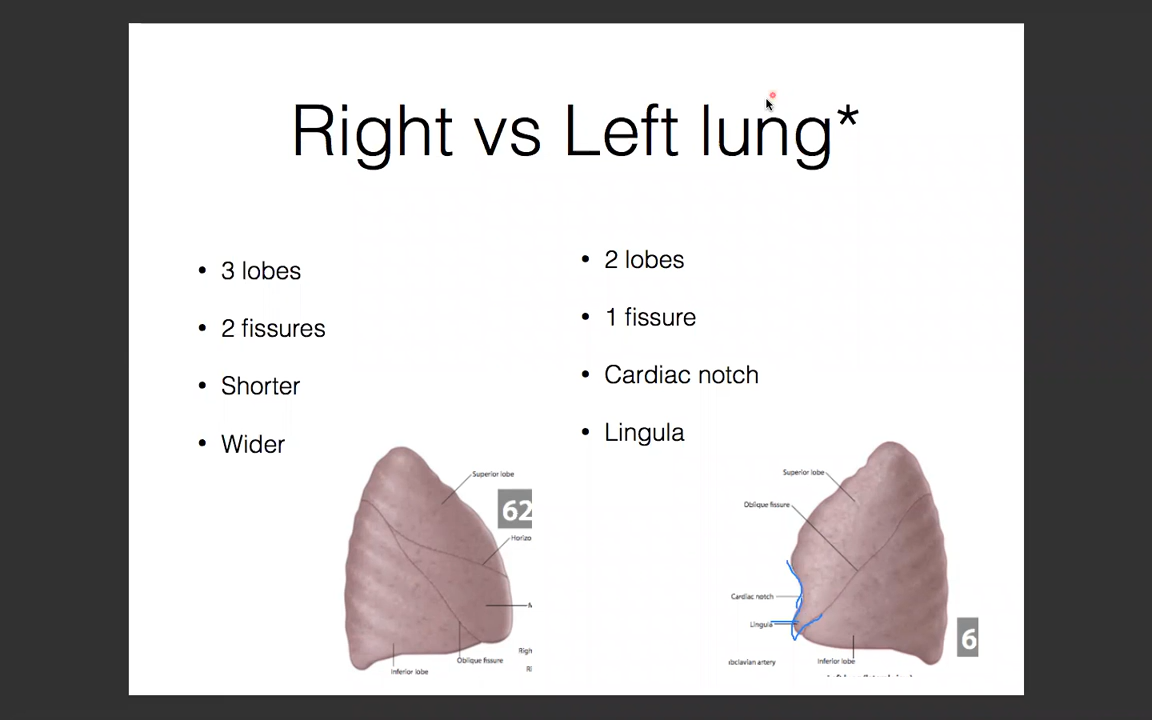 Right vs Left lung*
• 3 lobes
• 2 fissures
• Shorter
• Wider
• 2 lobes
• 1 fissure
• Cardiac notch
• Lingula
Superior lobe
62
Horizo
Oblique fissure
Inferior lobe
Righ
Superior lobe
Oblique fissure
Cardiac notch
Lingula
bclavian artery
Inferior lobe
6